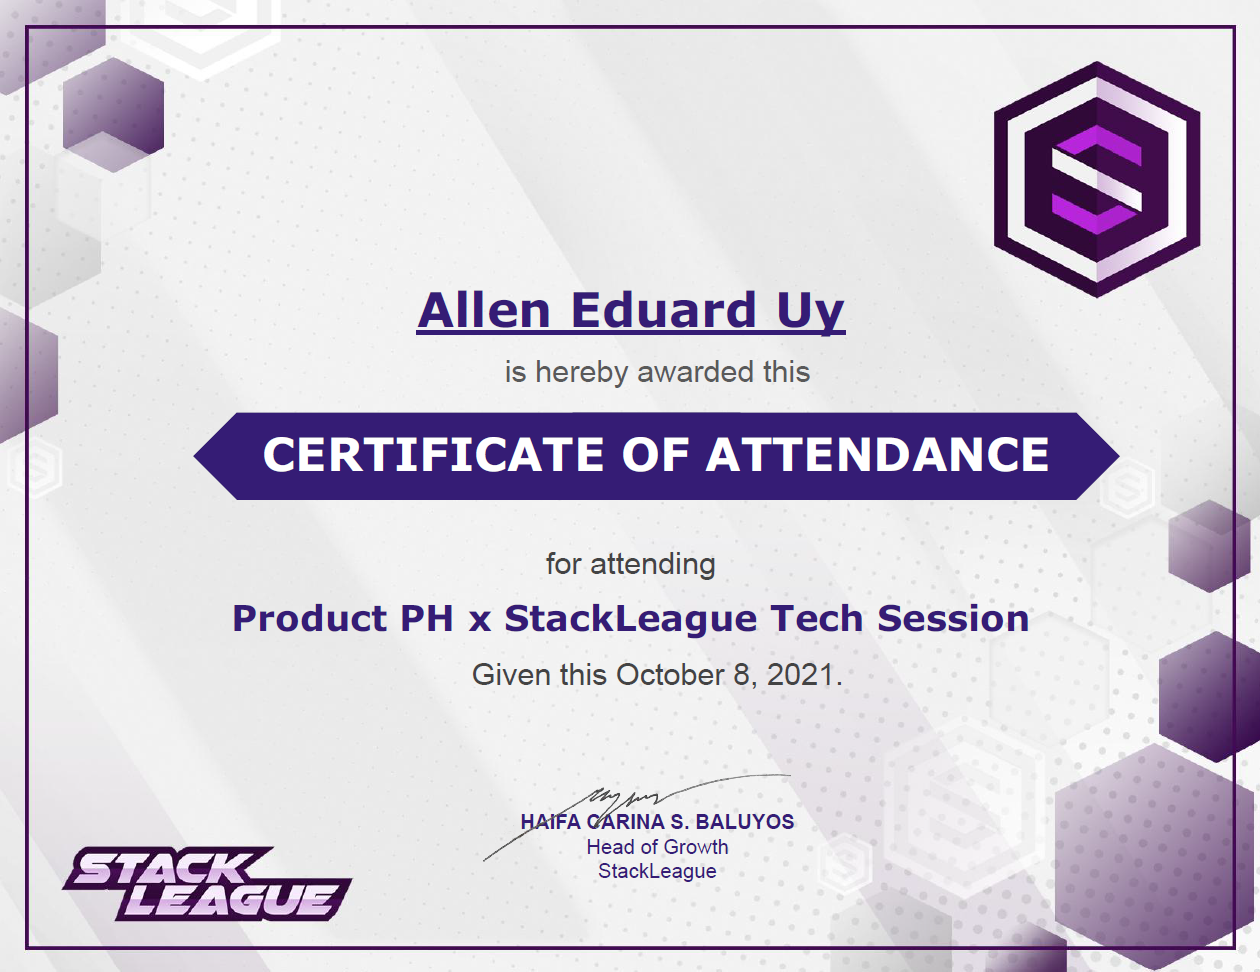 Allen Eduard Uy
is hereby awarded this
CERTIFICATE OF ATTENDANCE
for attending
Product PH x StackLeague Tech Session
Given this October 8, 2021.
HAIFA CARINA S. BALUYOS
Head of Growth
StackLeague
STACK
LEAGUE